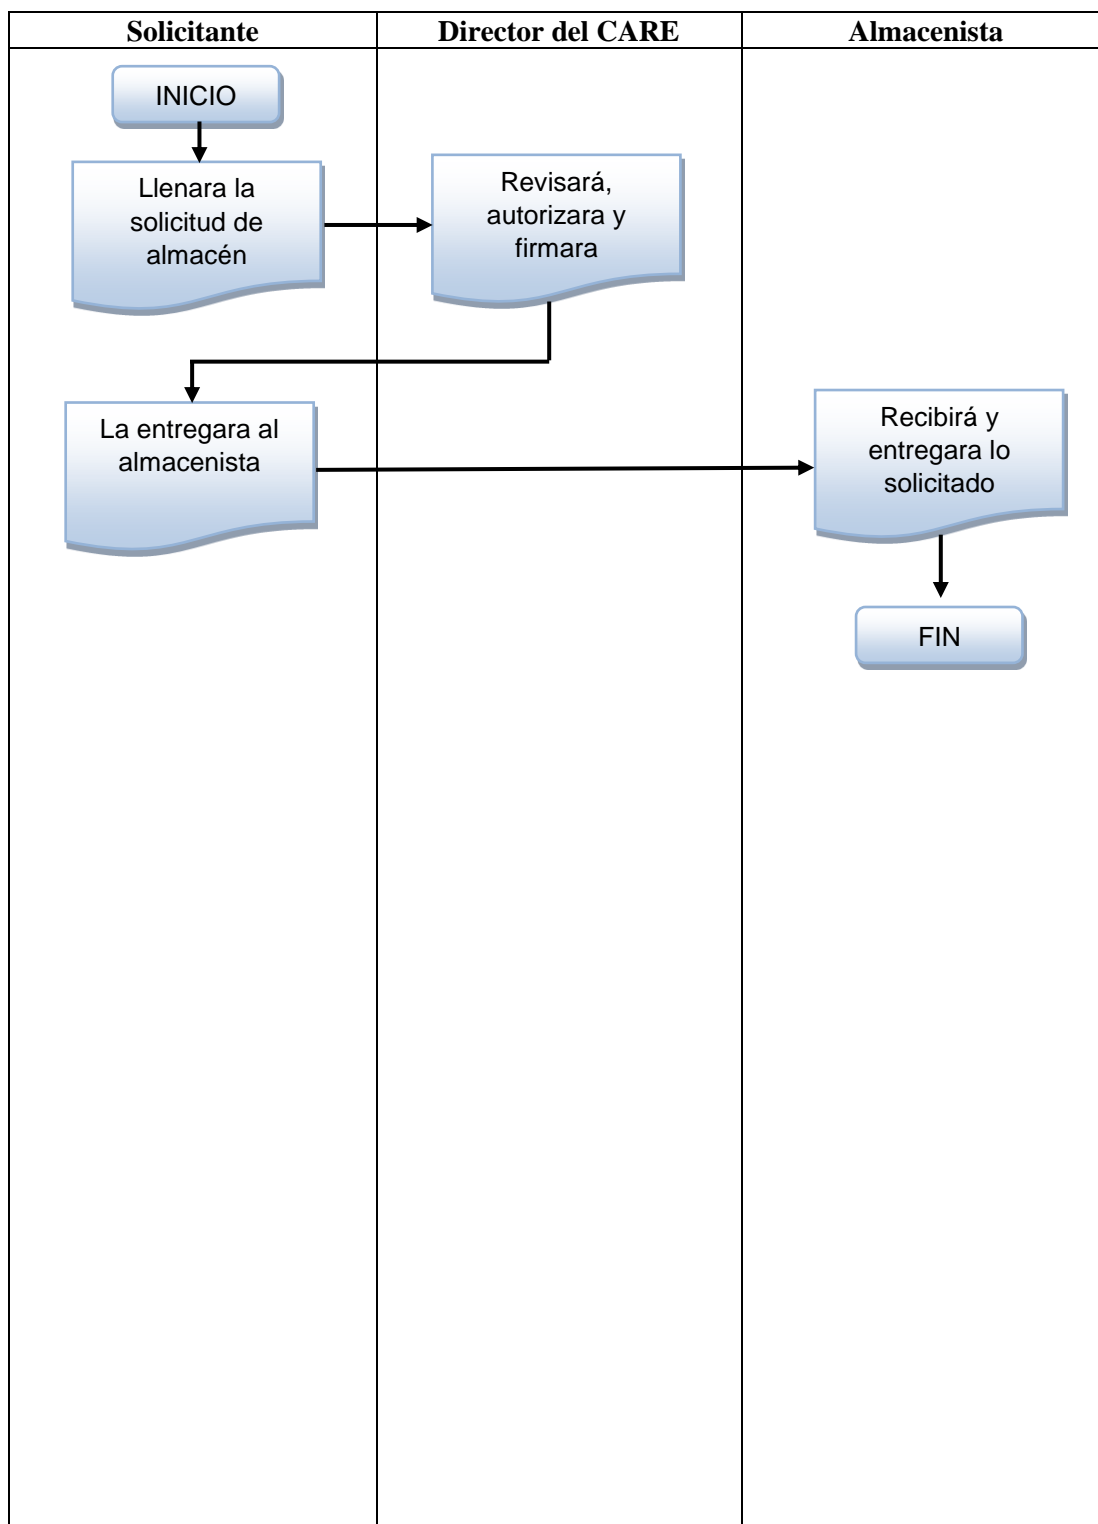 Solicitante
Director del CARE
Almacenista
INICIO
Llenara la
solicitud de
almacén
Revisará,
autorizara y
firmara
La entregara al
almacenista
Recibirá y
entregara lo
solicitado
FIN